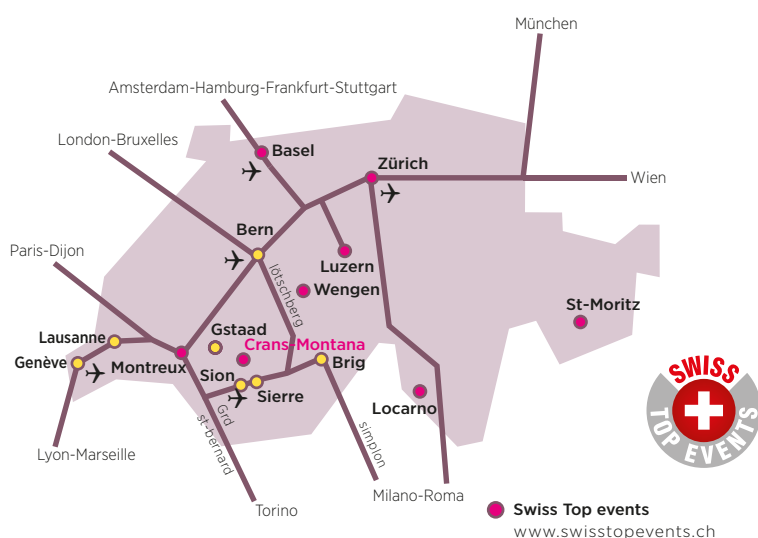 München
Amsterdam-Hamburg-Frankfurt-Stuttgart
London-Bruxelles
Basel
Zürich
Wien
Bern
Paris-Dijon
Luzern
lötschberg
Wengen
St-Moritz
Gstaad
Lausanne
Crans-Montana
Genève
Montreux
Sion
Brig
Sierre
Locarno
Grd
st-bernard
simplon
Lyon-Marseille
Milano-Roma
Torino
SWISS
TOP EVENTS
Swiss Top events
www.swisstopevents.ch